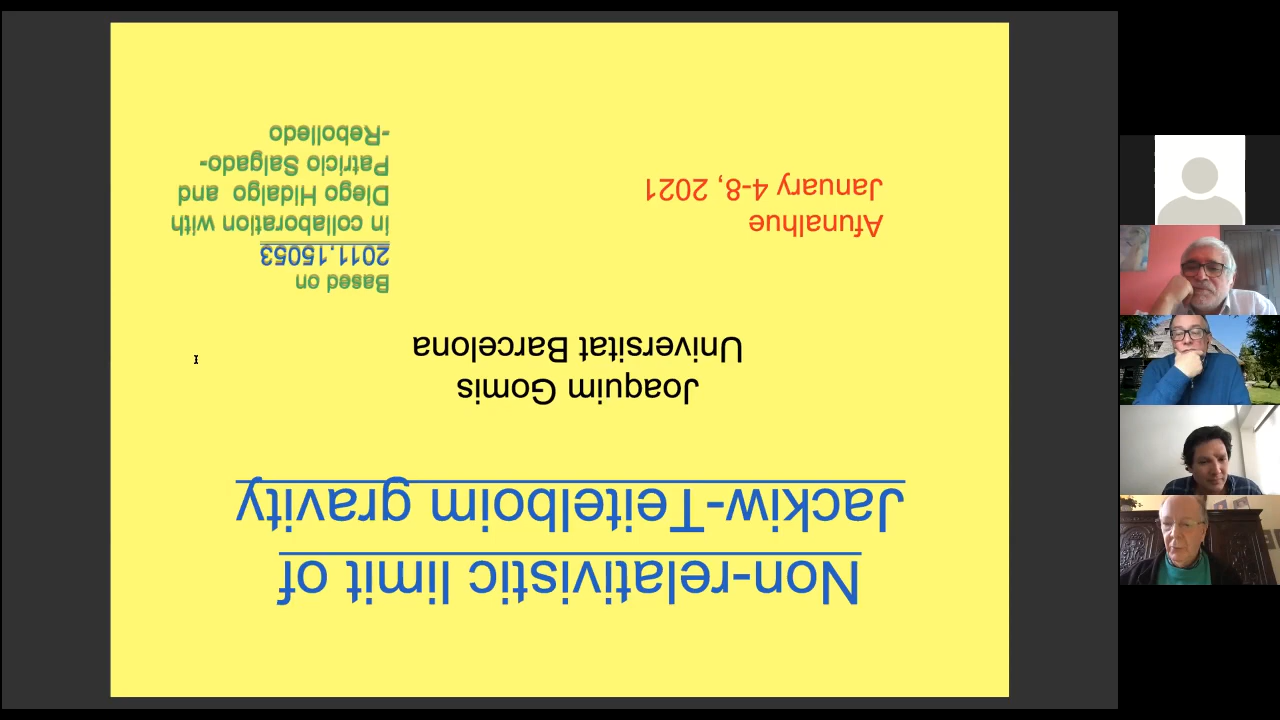 Non-relativistic limit of
Jackiw-Teitelboim gravity
Joaquim Gomis
Universitat Barcelona
Based on
2011.15053
in collaboration with
Diego Hidalgo and
Patricio Salgado-
-Rebolledo
Afunalhue
January 4-8, 2021